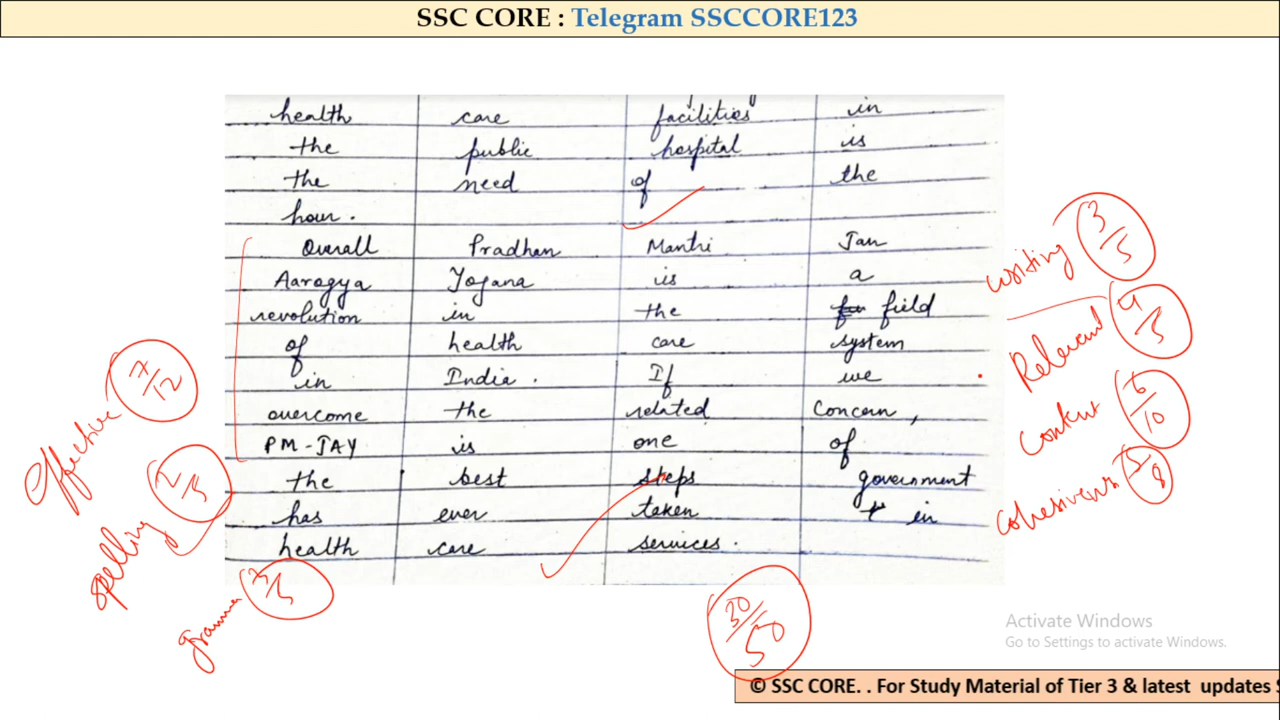 SSC CORE : Telegram SSCCORE123
health care facilities in
the public hospital is
the need of the
hour.
Overall Pradhan Mantri Jan
Aarogya Yojana is a
revolution in the field
of health care system
in India. If we
overcome the related Concern,
PM-JAY is one of
the best steps government
has ever taken in
health care services.
writing 3/5
Relevant 4/5
Content 6/10
cohesiveness 5/8
Effective 7/12
spelling 2/5
grammar
30/50
Activate Windows
Go to Settings to activate Windows.
© SSC CORE. . For Study Material of Tier 3 & latest updates S